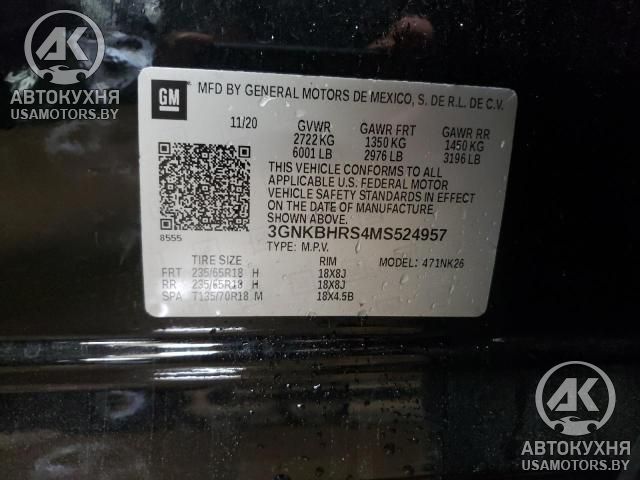 AK
АВТОКУХНЯ
USAMOTORS.BY
GM
MFD BY GENERAL MOTORS DE MEXICO, S. DE R.L. DE C.V.
11/20 GVWR GAWR FRT GAWR RR
2722 KG 1350 KG 1450 KG
6001 LB 2976 LB 3196 LB
THIS VEHICLE CONFORMS TO ALL
APPLICABLE U.S. FEDERAL MOTOR
VEHICLE SAFETY STANDARDS IN EFFECT
ON THE DATE OF MANUFACTURE
SHOWN ABOVE.
8555
3GNKBHRS4MS524957
TYPE: M.P.V. MODEL: 471NK26
TIRE SIZE RIM
FRT 235/65R18 H 18X8J
RR 235/65R18 H 18X8J
SPA T135/70R18 M 18X4.5B
AK
АВТОКУХНЯ
USAMOTORS.BY